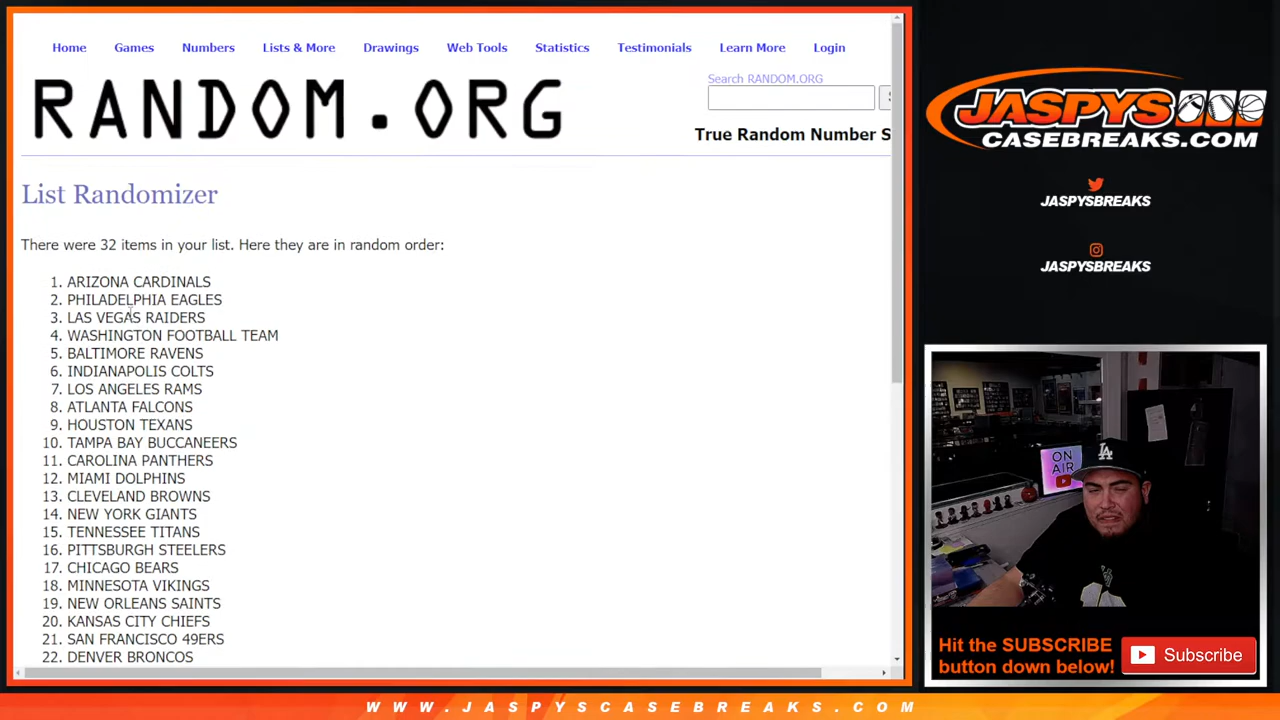 Home Games Numbers Lists & More Drawings Web Tools Statistics Testimonials Learn More Login
RANDOM.ORG
Search RANDOM.ORG
S
True Random Number S
List Randomizer
There were 32 items in your list. Here they are in random order:
1. ARIZONA CARDINALS
2. PHILADELPHIA EAGLES
3. LAS VEGAS RAIDERS
4. WASHINGTON FOOTBALL TEAM
5. BALTIMORE RAVENS
6. INDIANAPOLIS COLTS
7. LOS ANGELES RAMS
8. ATLANTA FALCONS
9. HOUSTON TEXANS
10. TAMPA BAY BUCCANEERS
11. CAROLINA PANTHERS
12. MIAMI DOLPHINS
13. CLEVELAND BROWNS
14. NEW YORK GIANTS
15. TENNESSEE TITANS
16. PITTSBURGH STEELERS
17. CHICAGO BEARS
18. MINNESOTA VIKINGS
19. NEW ORLEANS SAINTS
20. KANSAS CITY CHIEFS
21. SAN FRANCISCO 49ERS
22. DENVER BRONCOS
JASPYS
CASEBREAKS.COM
JASPYSBREAKS
JASPYSBREAKS
ON
AIR
LA
Hit the SUBSCRIBE
button down below!
Subscribe
WWW.JASPYSCASEBREAKS.COM